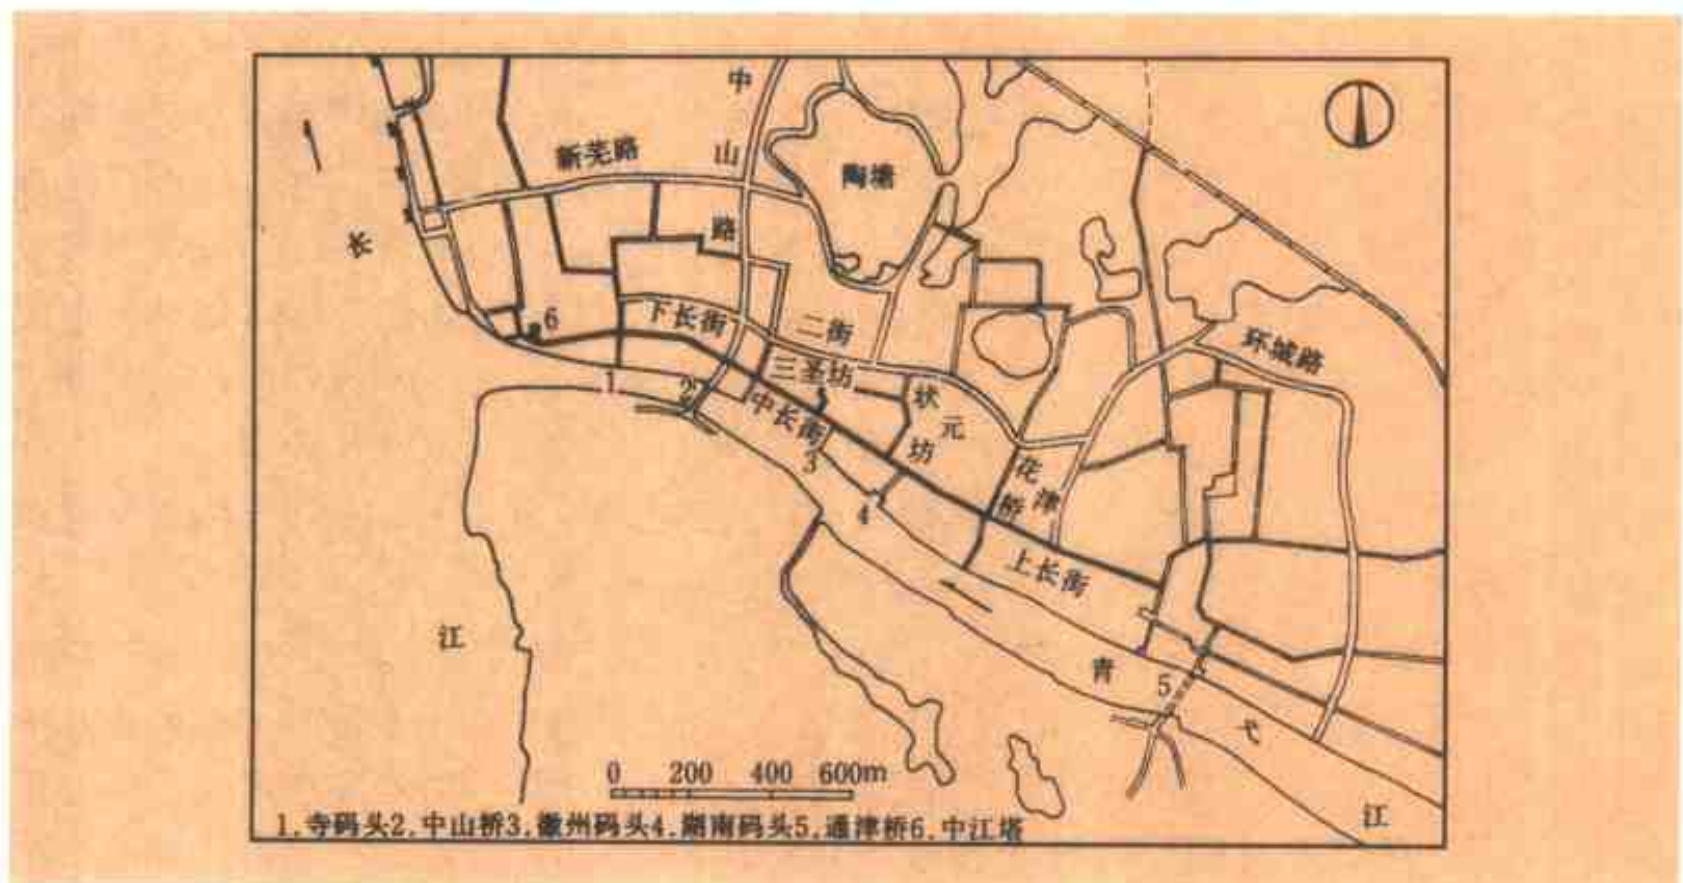 中山路
新芜路
陶塘
长江
6
下长街
二街
环城路
三圣坊
1
2
中长街
状元坊
3
花津桥
4
上长街
青弋江
5
0 200 400 600m
1.寺码头2.中山桥3.徽州码头4.湖南码头5.通津桥6.中江塔